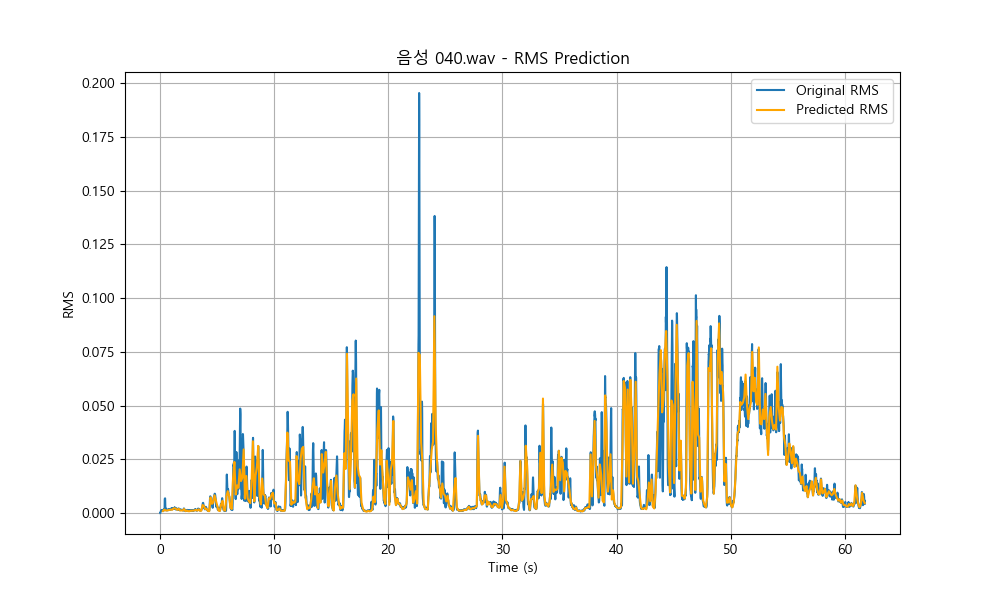 음성 040.wav - RMS Prediction
Original RMS
Predicted RMS
0.200
0.175
0.150
0.125
0.100
0.075
0.050
0.025
0.000
RMS
0 10 20 30 40 50 60
Time (s)